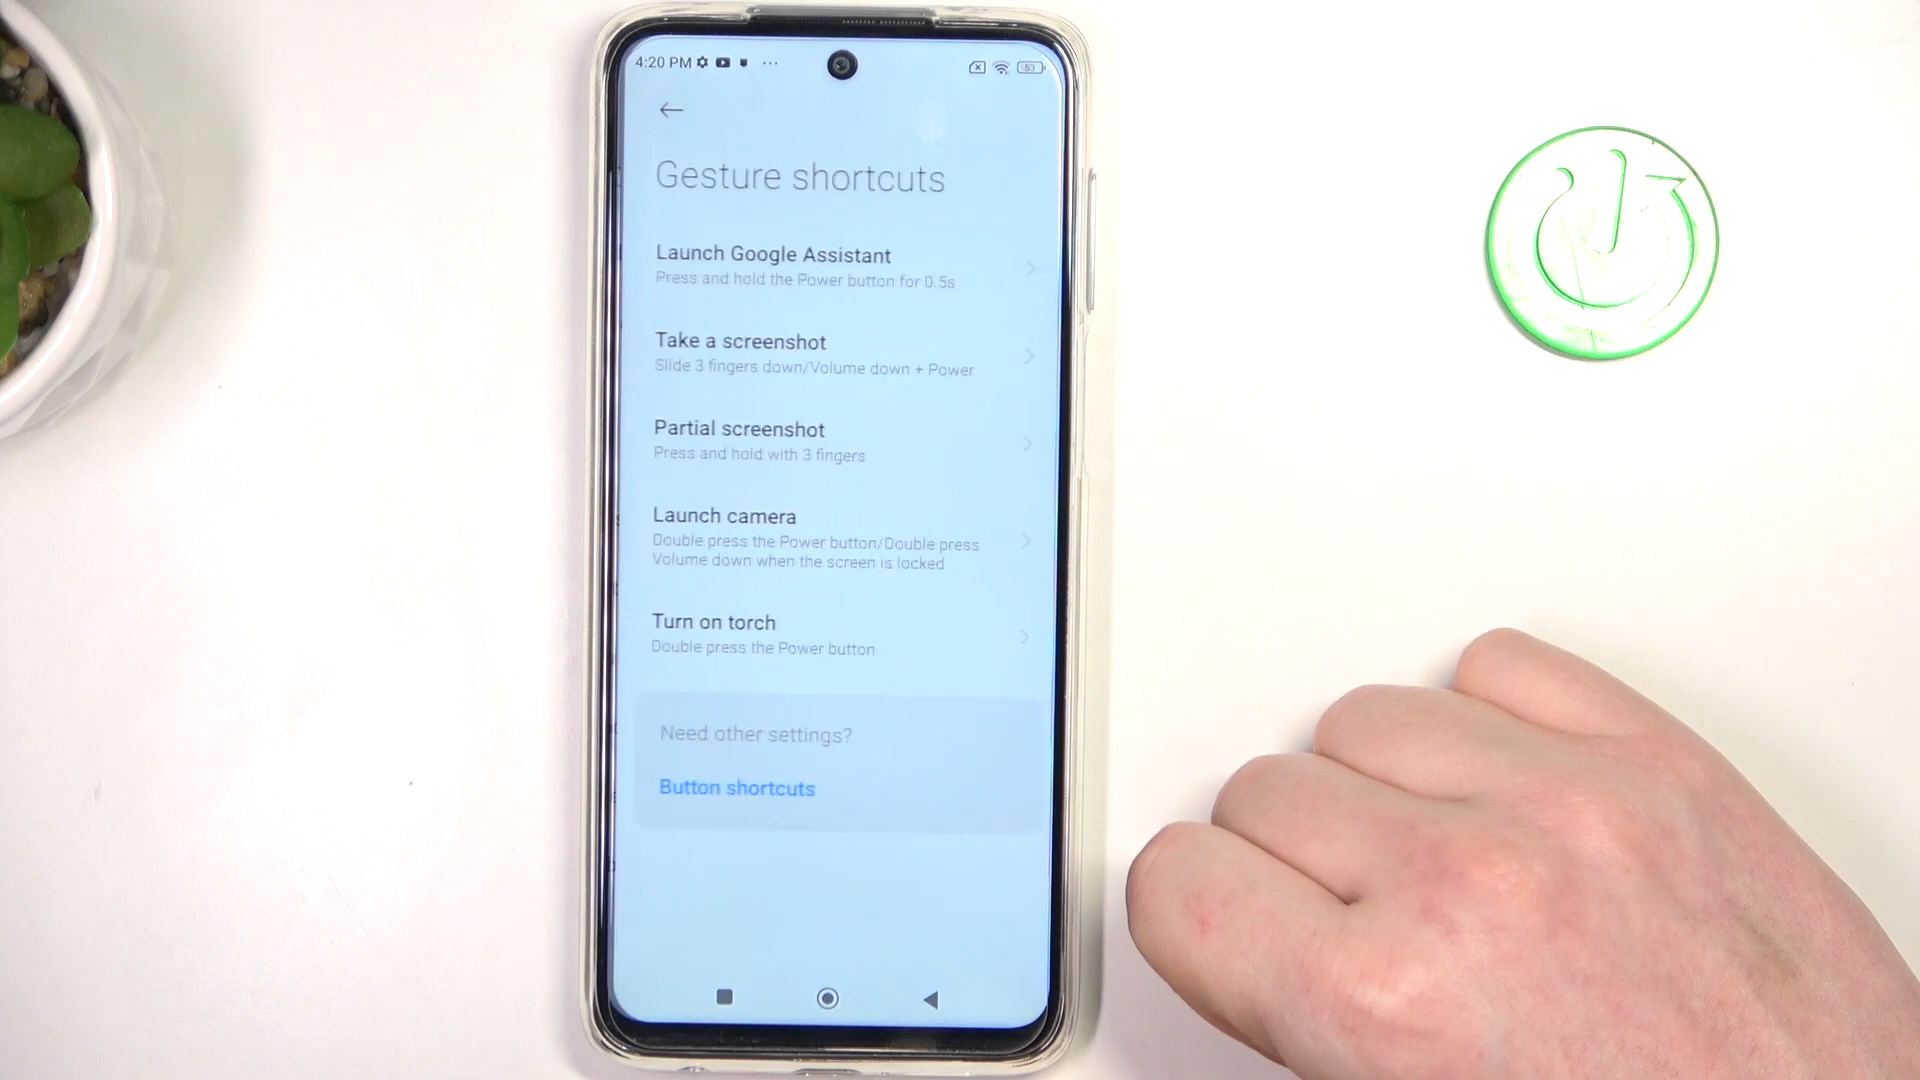 4:20 PM
53
Gesture shortcuts
Launch Google Assistant
Press and hold the Power button for 0.5s
Take a screenshot
Slide 3 fingers down/Volume down + Power
Partial screenshot
Press and hold with 3 fingers
Launch camera
Double press the Power button/Double press
Volume down when the screen is locked
Turn on torch
Double press the Power button
Need other settings?
Button shortcuts